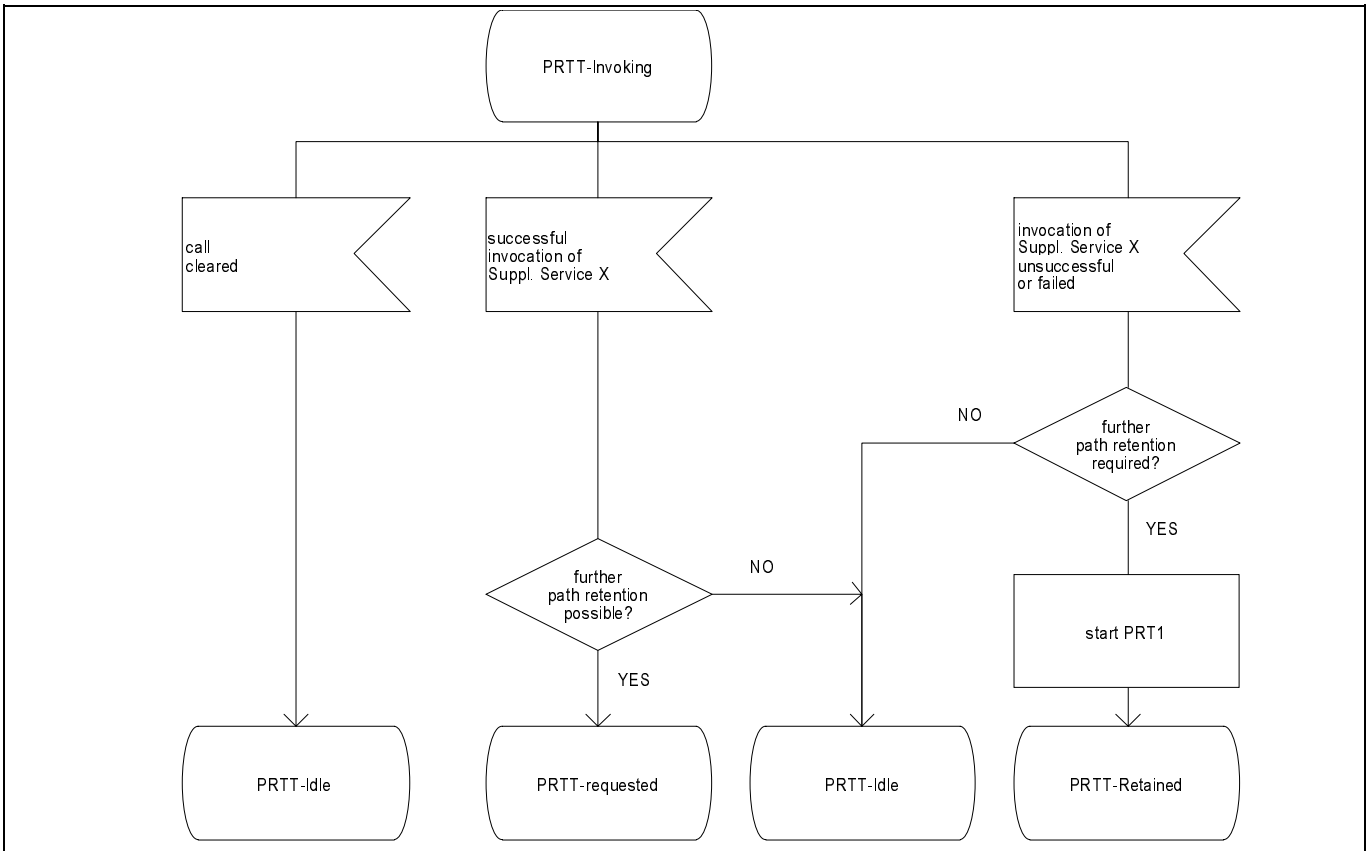 PRTT-Invoking
call
cleared
successful
invocation of
Suppl. Service X
invocation of
Suppl. Service X
unsuccessful
or failed
NO
further
path retention
required?
YES
further
path retention
possible?
NO
YES
start PRT1
PRTT-Idle
PRTT-requested
PRTT-Idle
PRTT-Retained